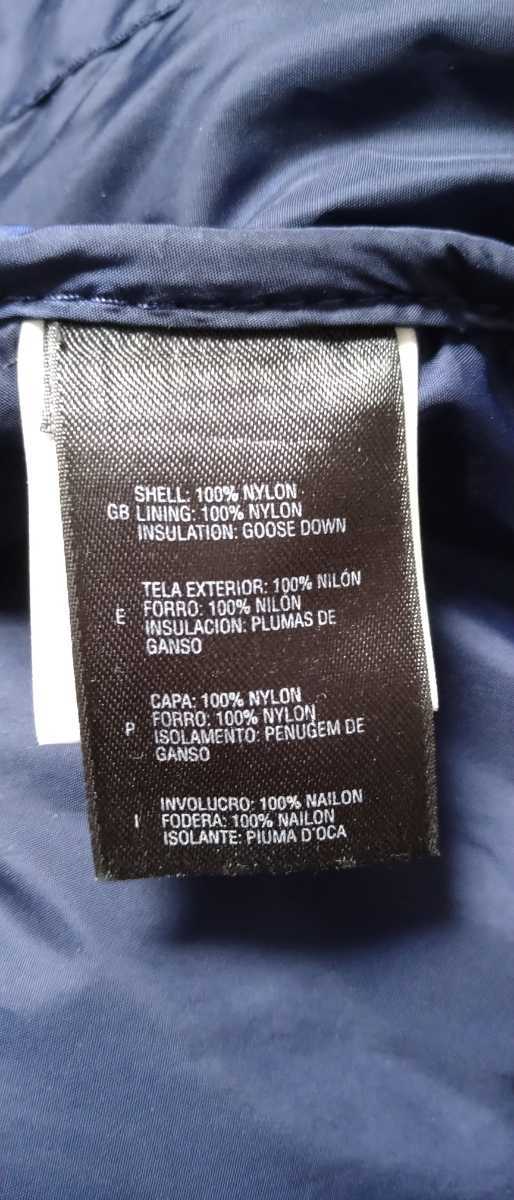 SHELL: 100% NYLON
GB LINING: 100% NYLON
INSULATION: GOOSE DOWN
TELA EXTERIOR: 100% NILÓN
E FORRO: 100% NILÓN
INSULACION: PLUMAS DE
GANSO
CAPA: 100% NYLON
FORRO: 100% NYLON
P ISOLAMENTO: PENUGEM DE
GANSO
INVOLUCRO: 100% NAILON
I FODERA: 100% NAILON
ISOLANTE: PIUMA D'OCA